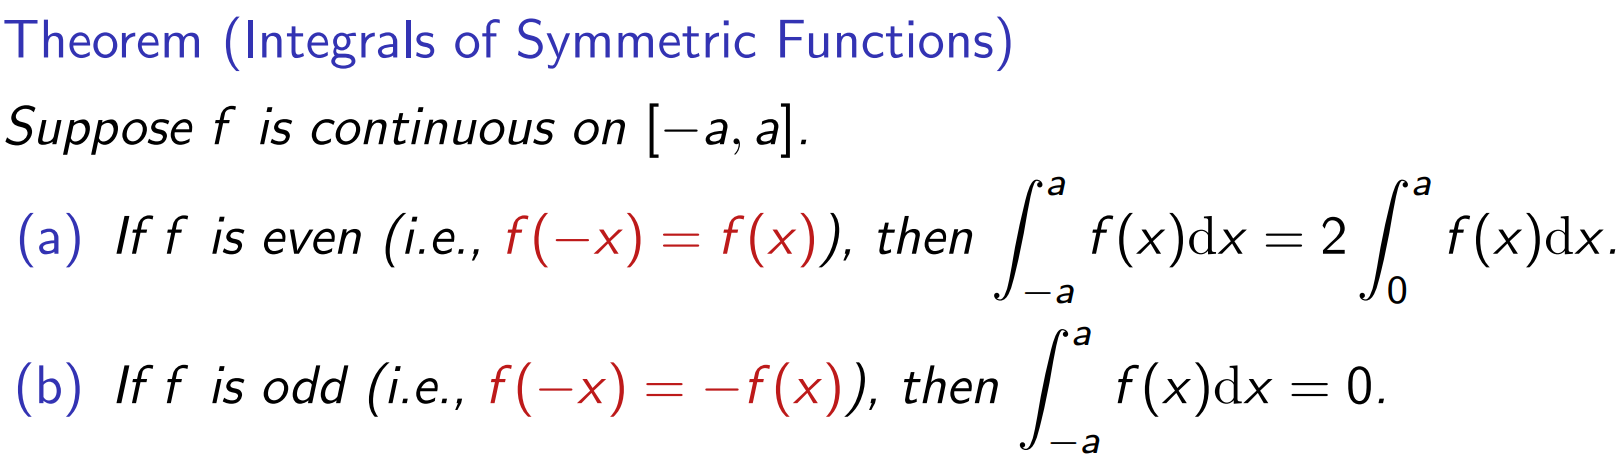 Theorem (Integrals of Symmetric Functions)
Suppose f is continuous on [−a, a].
(a) If f is even (i.e., f(−x) = f(x)), then ∫_{−a}^{a} f(x)dx = 2 ∫_{0}^{a} f(x)dx.
(b) If f is odd (i.e., f(−x) = −f(x)), then ∫_{−a}^{a} f(x)dx = 0.